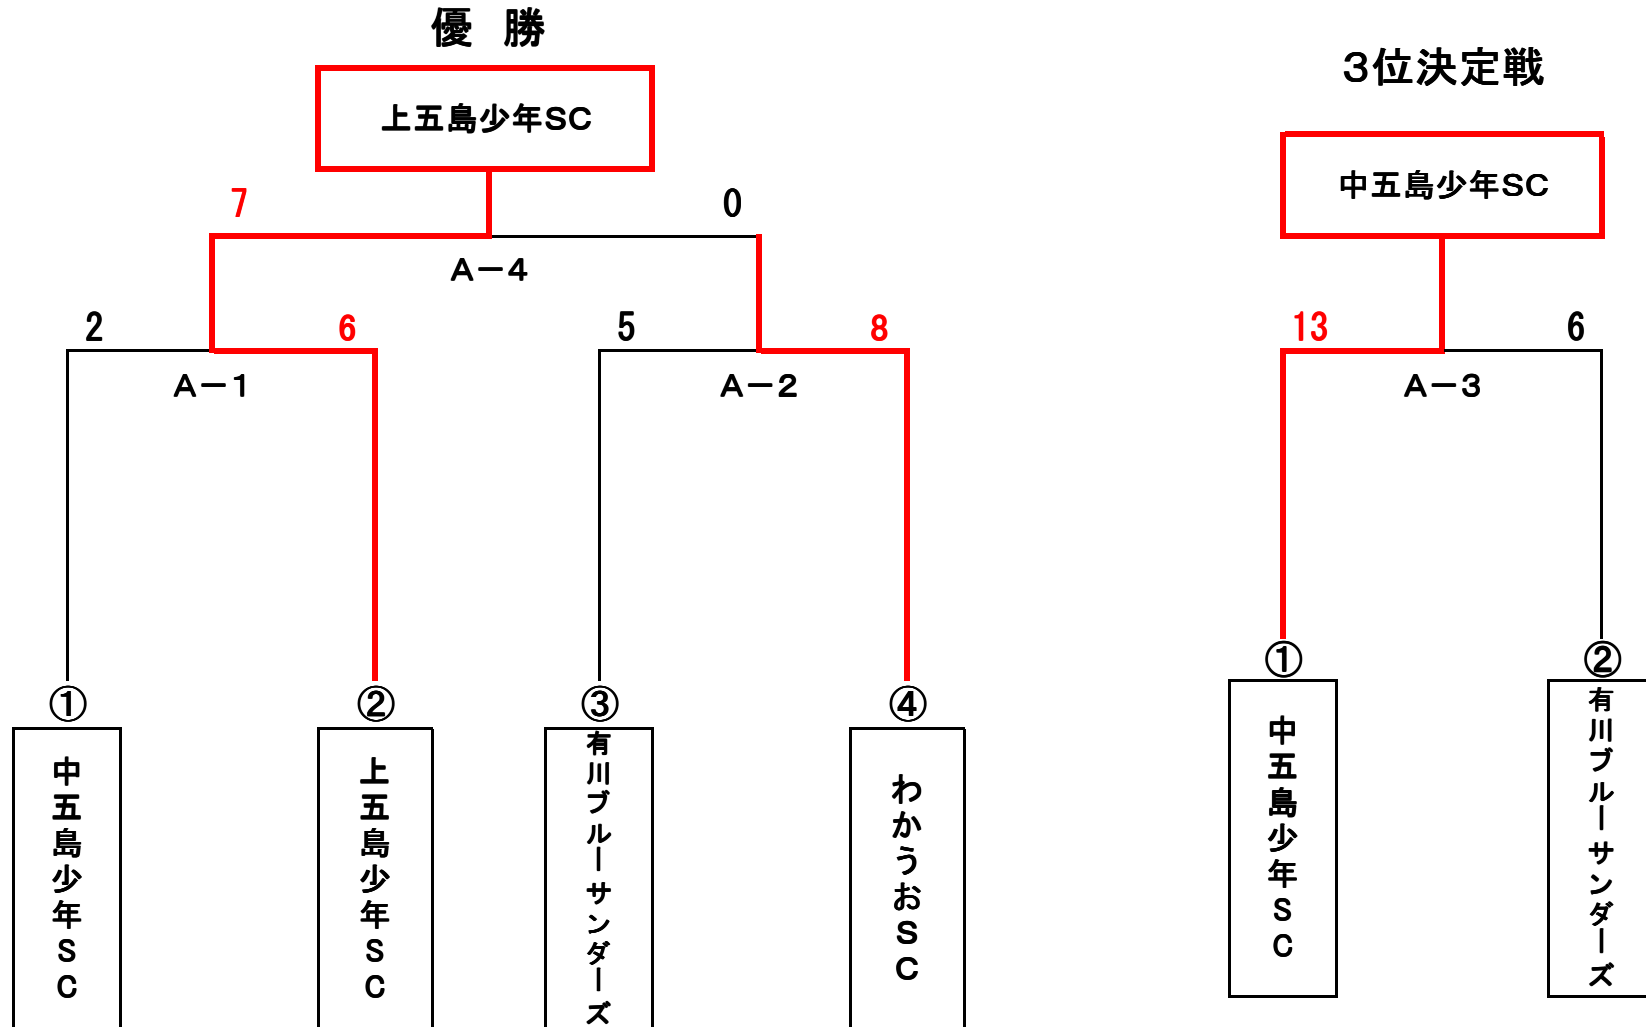 優　勝
上五島少年SC
7
0
A－4
2
6
A－1
5
8
A－2
①
中五島少年SC
②
上五島少年SC
③
有川ブルーサンダーズ
④
わかうおSC
3位決定戦
中五島少年SC
13
6
A－3
①
中五島少年SC
②
有川ブルーサンダーズ